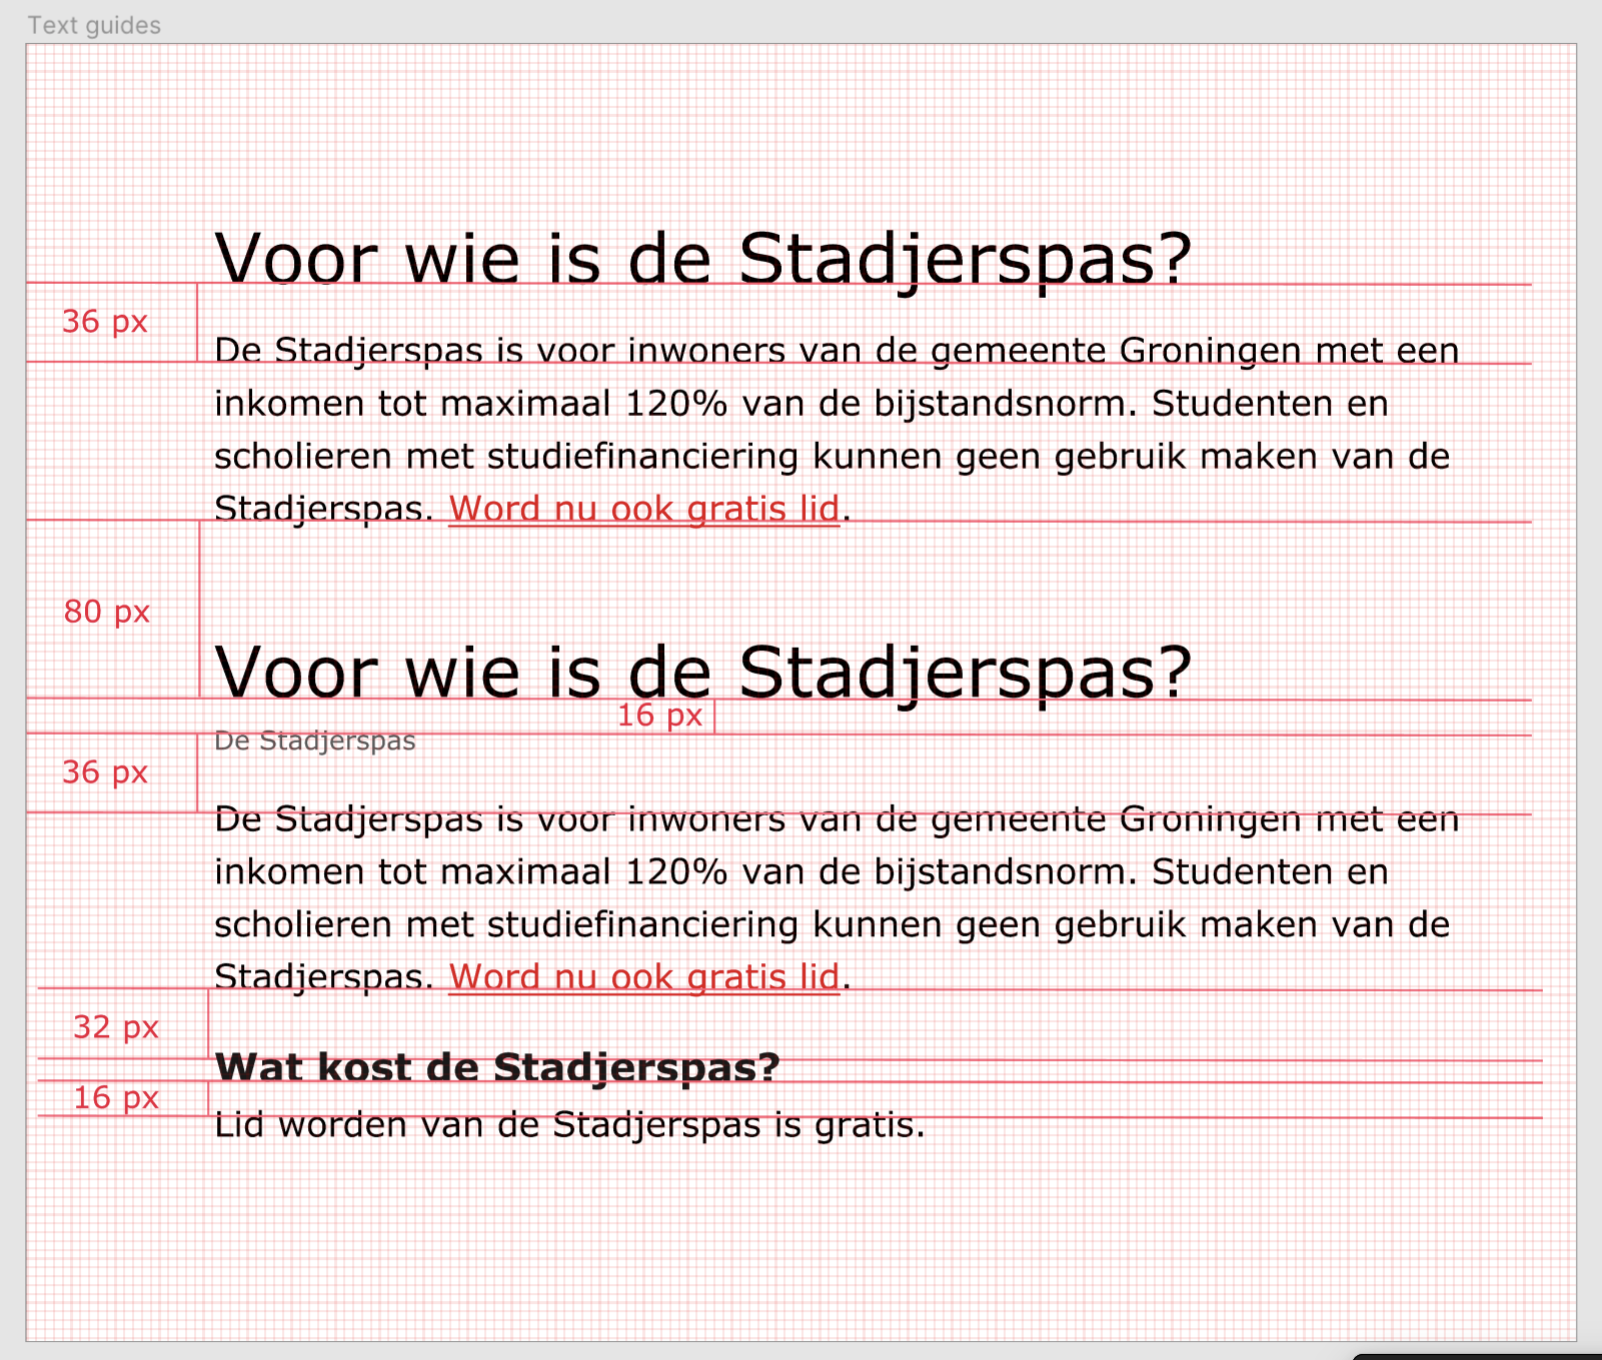 Text guides
Voor wie is de Stadjerspas?
36 px
De Stadjerspas is voor inwoners van de gemeente Groningen met een
inkomen tot maximaal 120% van de bijstandsnorm. Studenten en
scholieren met studiefinanciering kunnen geen gebruik maken van de
Stadjerspas. Word nu ook gratis lid.
80 px
Voor wie is de Stadjerspas?
16 px
De Stadjerspas
36 px
De Stadjerspas is voor inwoners van de gemeente Groningen met een
inkomen tot maximaal 120% van de bijstandsnorm. Studenten en
scholieren met studiefinanciering kunnen geen gebruik maken van de
Stadjerspas. Word nu ook gratis lid.
32 px
Wat kost de Stadjerspas?
16 px
Lid worden van de Stadjerspas is gratis.